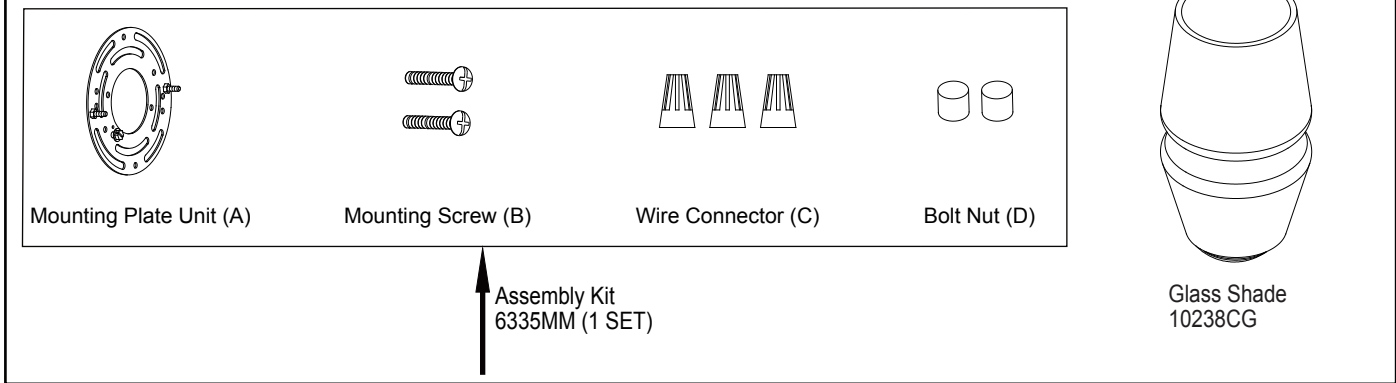 Mounting Plate Unit (A)
Mounting Screw (B)
Wire Connector (C)
Bolt Nut (D)
Assembly Kit
6335MM (1 SET)
Glass Shade
10238CG